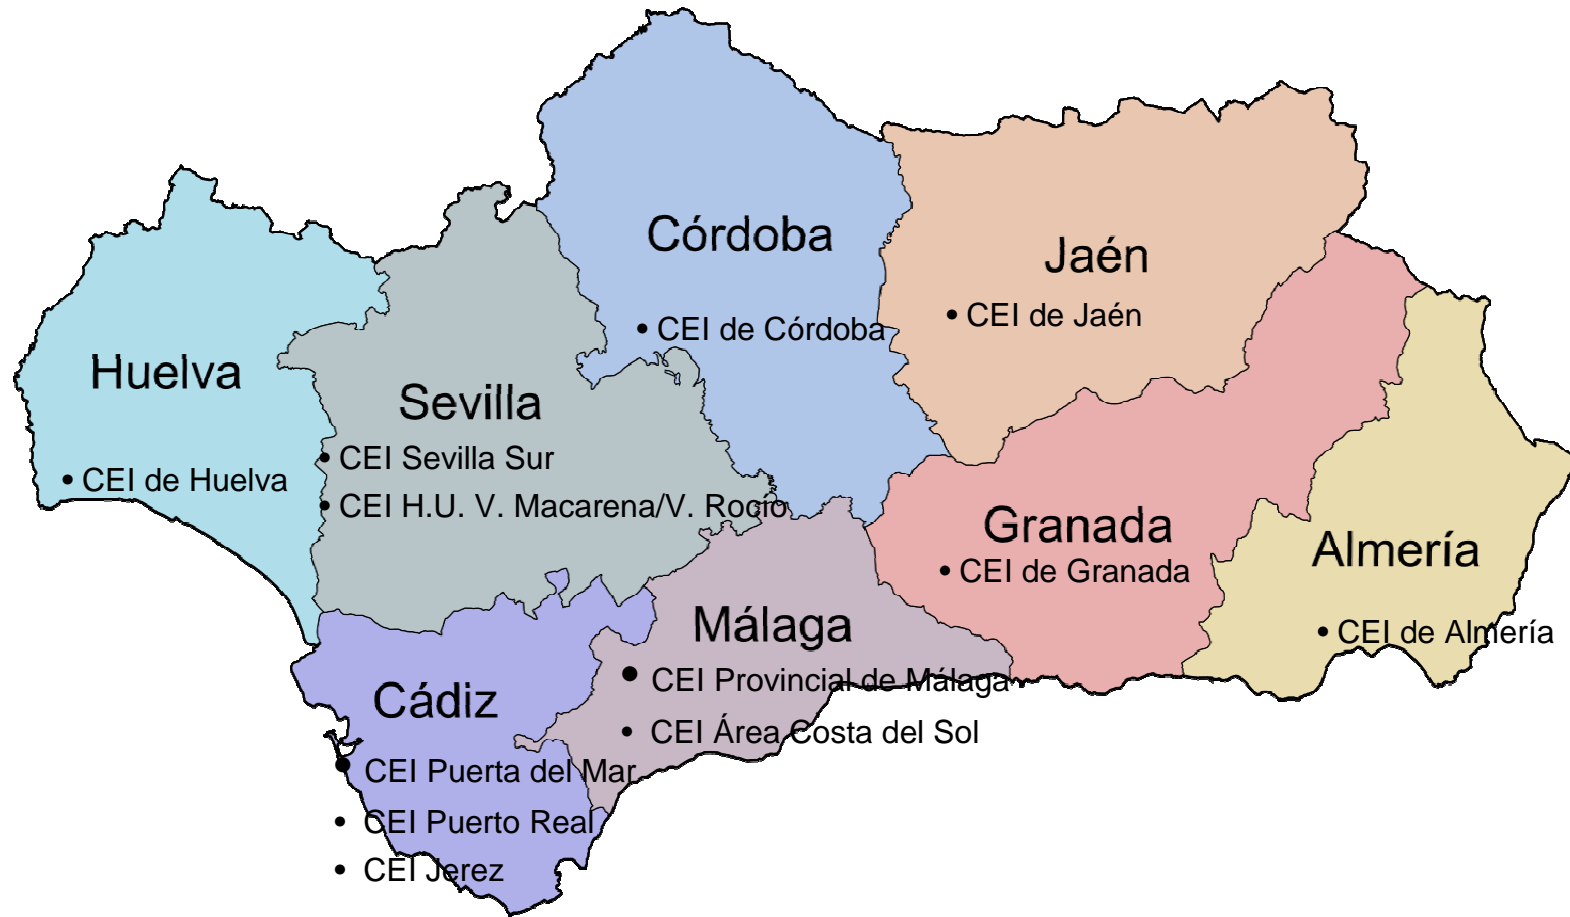 Córdoba
• CEI de Córdoba
Jaén
• CEI de Jaén
Huelva
• CEI de Huelva
Sevilla
• CEI Sevilla Sur
• CEI H.U. V. Macarena/V. Rocío
Granada
• CEI de Granada
Almería
• CEI de Almería
Málaga
• CEI Provincial de Málaga
• CEI Área Costa del Sol
Cádiz
• CEI Puerta del Mar
• CEI Puerto Real
• CEI Jerez